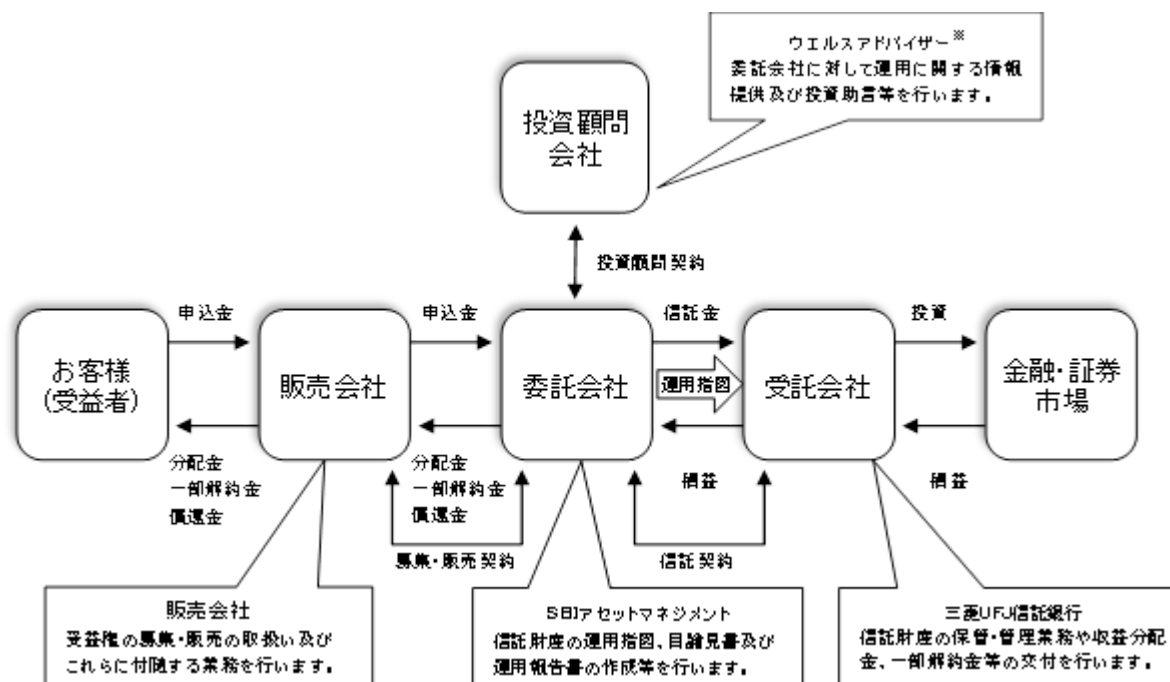 ウエルスアドバイザー※
委託会社に対して運用に関する情報
提供及び投資助言等を行います。
投資顧問
会社
投資顧問契約
申込金
申込金
信託金
投資
お客様
(受益者)
販売会社
委託会社
運用指図
受託会社
金融・証券
市場
分配金
一部解約金
償還金
分配金
一部解約金
償還金
損益
損益
募集・販売契約
信託契約
販売会社
受益権の募集・販売の取扱い及び
これらに付随する業務を行います。
SBIアセットマネジメント
信託財産の運用指図、目論見書及び
運用報告書の作成等を行います。
三菱UFJ信託銀行
信託財産の保管・管理業務や収益分配
金、一部解約金等の交付を行います。